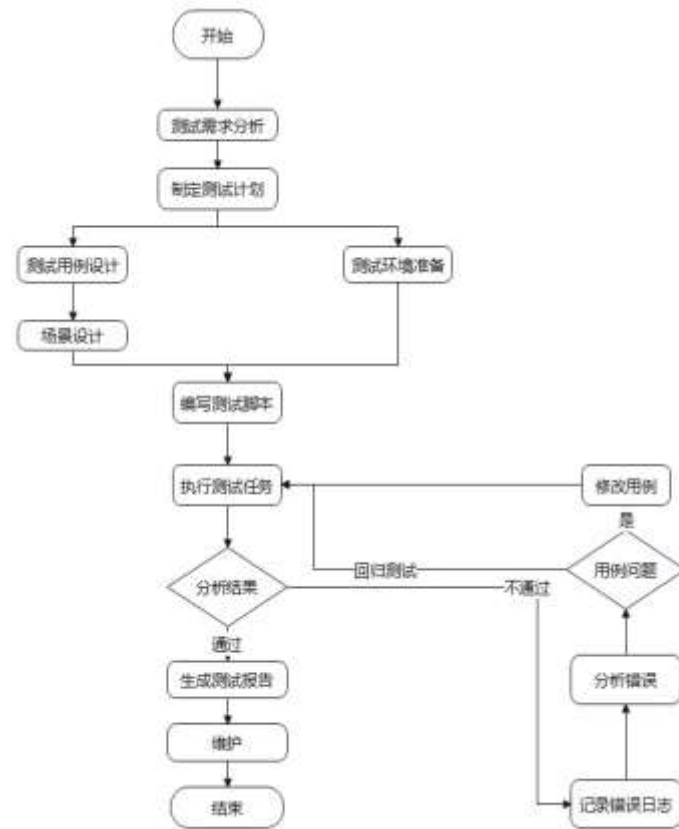 开始
测试需求分析
制定测试计划
测试用例设计
测试环境准备
场景设计
编写测试脚本
执行测试任务
修改用例
是
分析结果
回归测试
用例问题
不通过
通过
生成测试报告
分析错误
维护
结束
记录错误日志